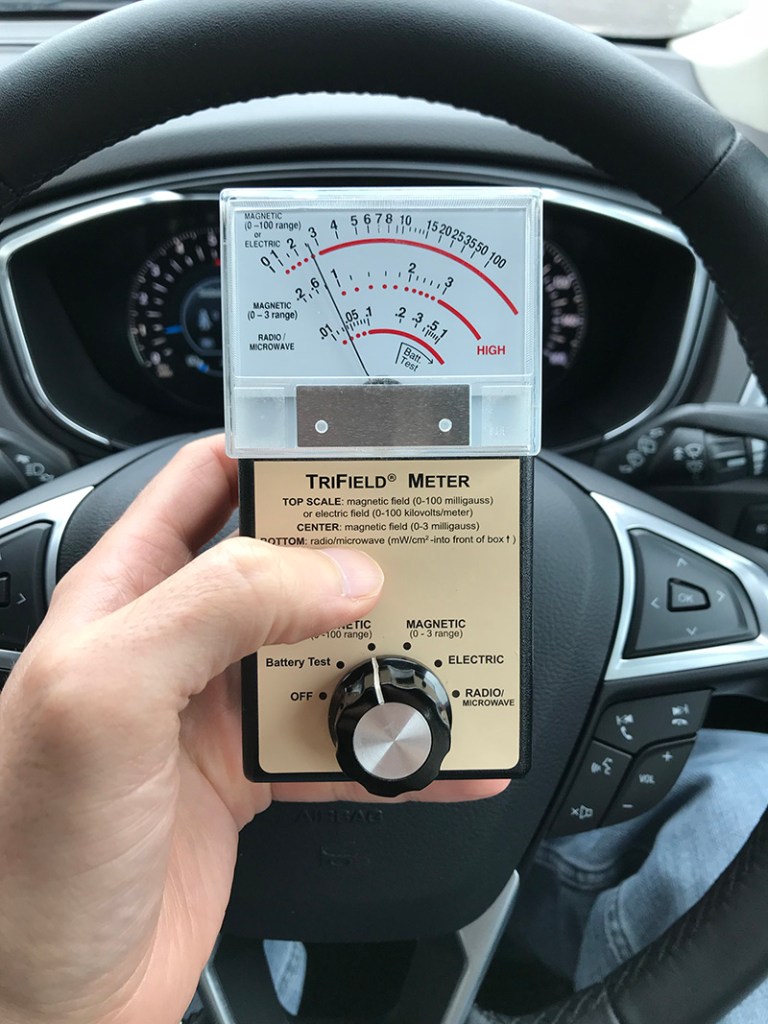 MAGNETIC
(0 –100 range)
or
ELECTRIC
0 1 2 3 4 5 6 7 8 10 15 20 25 35 50 100
MAGNETIC
(0 – 3 range)
.2 .6 1 2 3
RADIO /
MICROWAVE
.01 .05 .1 .2 .3 .5 1
HIGH
Batt.
Test
TRIFIELD® METER
TOP SCALE: magnetic field (0-100 milligauss)
or electric field (0-100 kilovolts/meter)
CENTER: magnetic field (0-3 milligauss)
BOTTOM: radio/microwave (mW/cm²-into front of box↑)
NETIC
MAGNETIC
(0-100 range)
(0 - 3 range)
Battery Test
ELECTRIC
OFF
RADIO/
MICROWAVE
OK
VOL
AIRBAG